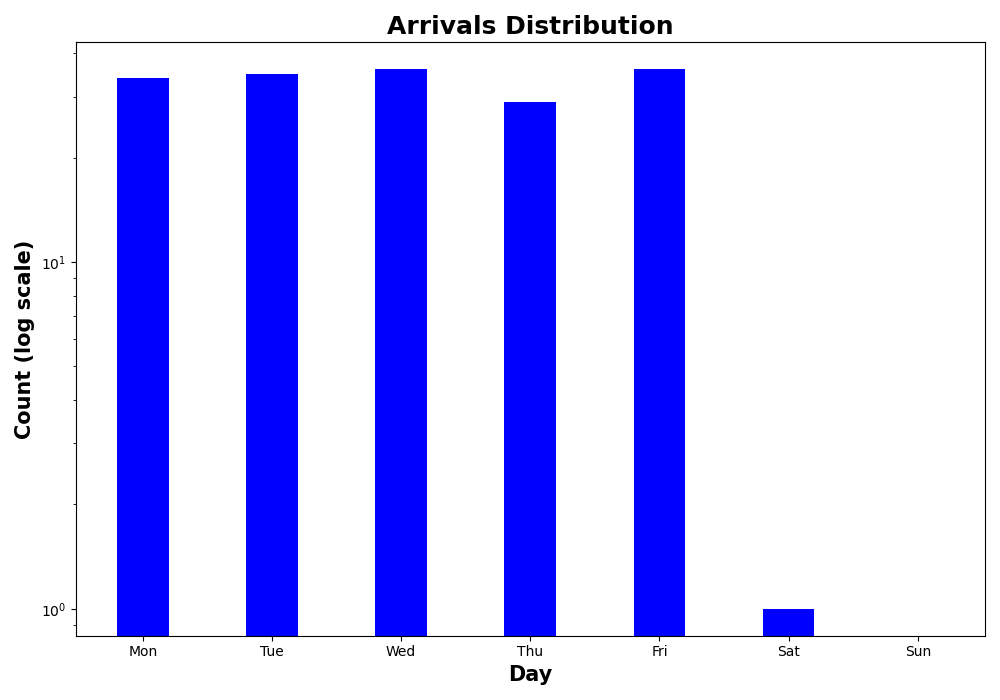 Arrivals Distribution
Count (log scale)
10¹
10⁰
Mon Tue Wed Thu Fri Sat Sun
Day